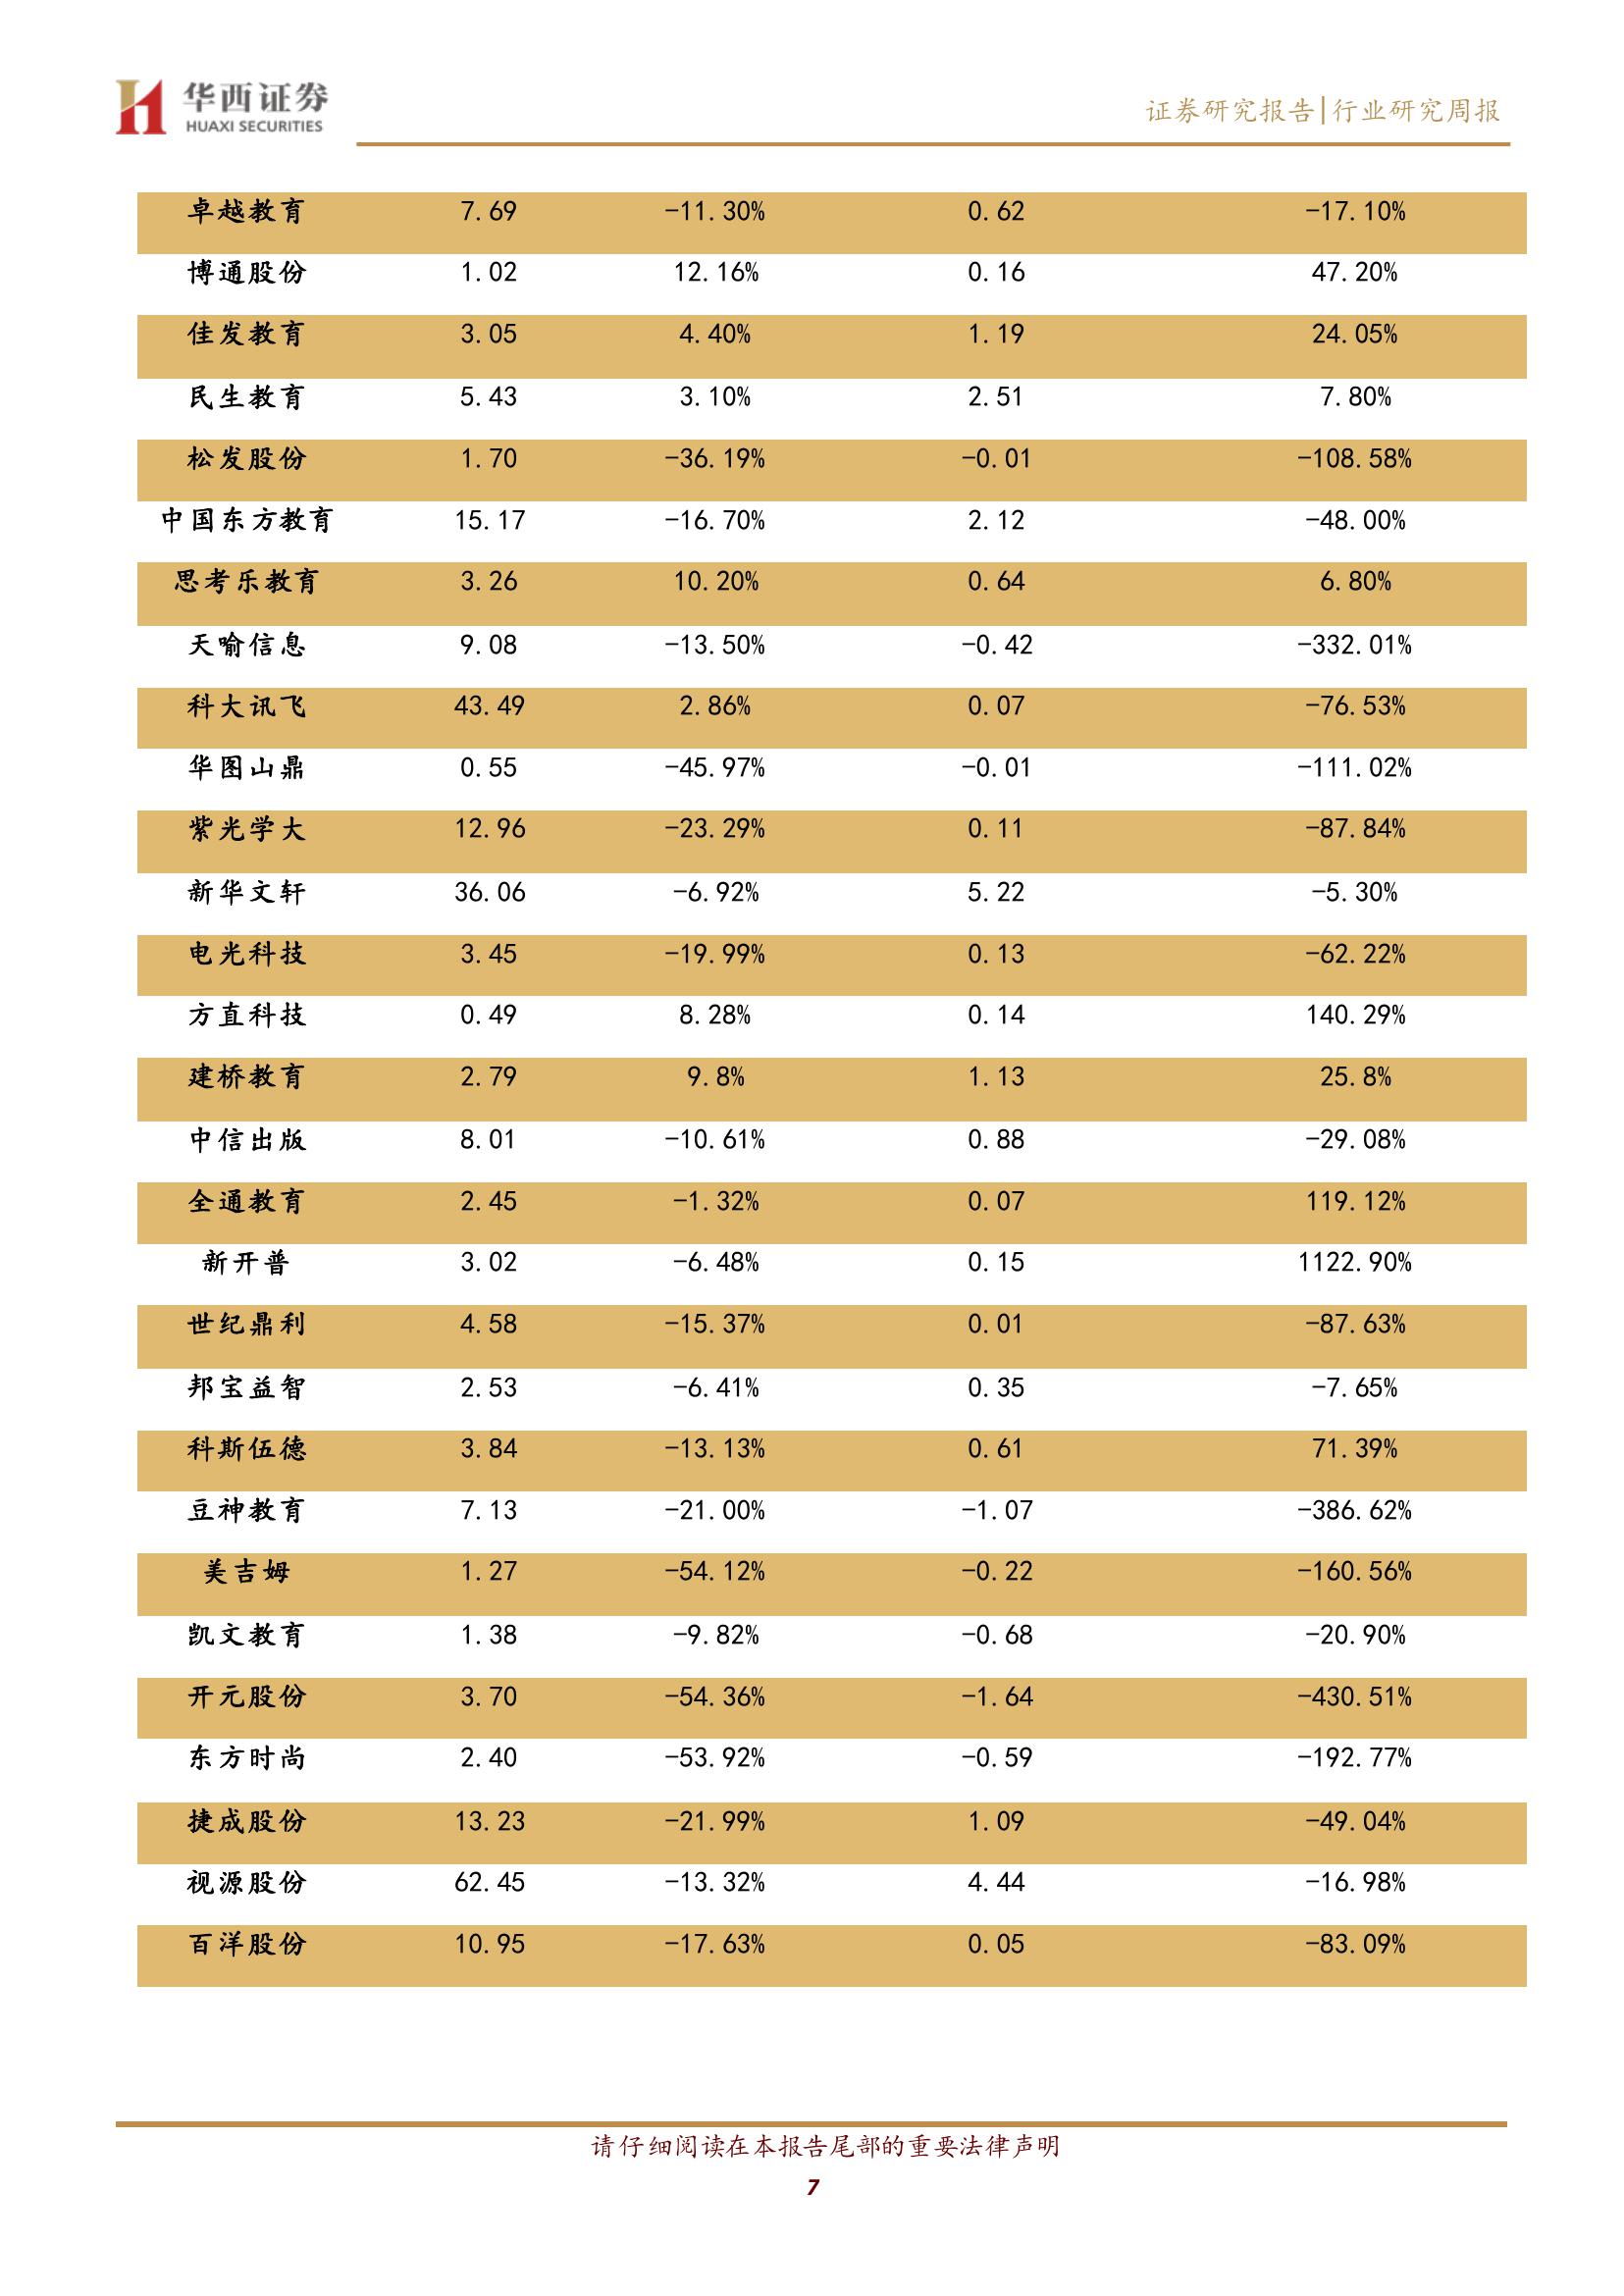 华西证券
HUAXI SECURITIES
证券研究报告|行业研究周报
卓越教育 7.69 -11.30% 0.62 -17.10%
博通股份 1.02 12.16% 0.16 47.20%
佳发教育 3.05 4.40% 1.19 24.05%
民生教育 5.43 3.10% 2.51 7.80%
松发股份 1.70 -36.19% -0.01 -108.58%
中国东方教育 15.17 -16.70% 2.12 -48.00%
思考乐教育 3.26 10.20% 0.64 6.80%
天喻信息 9.08 -13.50% -0.42 -332.01%
科大讯飞 43.49 2.86% 0.07 -76.53%
华图山鼎 0.55 -45.97% -0.01 -111.02%
紫光学大 12.96 -23.29% 0.11 -87.84%
新华文轩 36.06 -6.92% 5.22 -5.30%
电光科技 3.45 -19.99% 0.13 -62.22%
方直科技 0.49 8.28% 0.14 140.29%
建桥教育 2.79 9.8% 1.13 25.8%
中信出版 8.01 -10.61% 0.88 -29.08%
全通教育 2.45 -1.32% 0.07 119.12%
新开普 3.02 -6.48% 0.15 1122.90%
世纪鼎利 4.58 -15.37% 0.01 -87.63%
邦宝益智 2.53 -6.41% 0.35 -7.65%
科斯伍德 3.84 -13.13% 0.61 71.39%
豆神教育 7.13 -21.00% -1.07 -386.62%
美吉姆 1.27 -54.12% -0.22 -160.56%
凯文教育 1.38 -9.82% -0.68 -20.90%
开元股份 3.70 -54.36% -1.64 -430.51%
东方时尚 2.40 -53.92% -0.59 -192.77%
捷成股份 13.23 -21.99% 1.09 -49.04%
视源股份 62.45 -13.32% 4.44 -16.98%
百洋股份 10.95 -17.63% 0.05 -83.09%
请仔细阅读在本报告尾部的重要法律声明
7